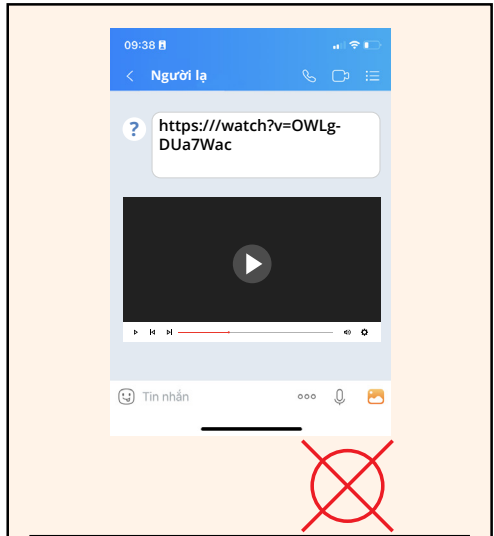 09:38
Người lạ
?
https:///watch?v=OWLg-
DUa7Wac
Tin nhắn